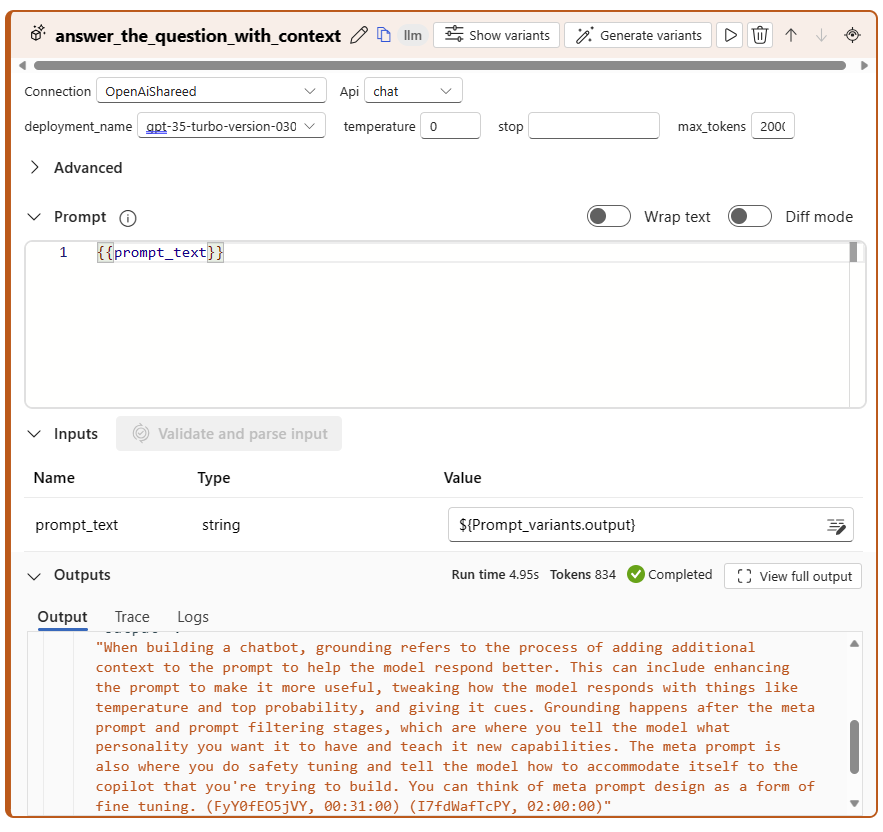 answer_the_question_with_context llm Show variants Generate variants
Connection OpenAiShareed Api chat
deployment_name gpt-35-turbo-version-030 temperature 0 stop max_tokens 200
Advanced
Prompt Wrap text Diff mode
1 {{prompt_text}}
Inputs Validate and parse input
Name Type Value
prompt_text string ${Prompt_variants.output}
Outputs Run time 4.95s Tokens 834 Completed View full output
Output Trace Logs
"When building a chatbot, grounding refers to the process of adding additional
context to the prompt to help the model respond better. This can include enhancing
the prompt to make it more useful, tweaking how the model responds with things like
temperature and top probability, and giving it cues. Grounding happens after the meta
prompt and prompt filtering stages, which are where you tell the model what
personality you want it to have and teach it new capabilities. The meta prompt is
also where you do safety tuning and tell the model how to accommodate itself to the
copilot that you're trying to build. You can think of meta prompt design as a form of
fine tuning. (FyY0fEO5jVY, 00:31:00) (I7fdWafTcPY, 02:00:00)"